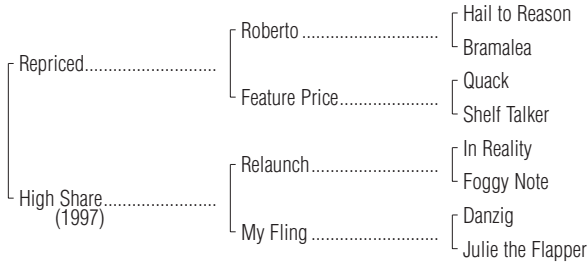 Hail to Reason
Roberto
Bramalea
Repriced
Quack
Feature Price
Shelf Talker
In Reality
Relaunch
Foggy Note
High Share
(1997)
Danzig
My Fling
Julie the Flapper